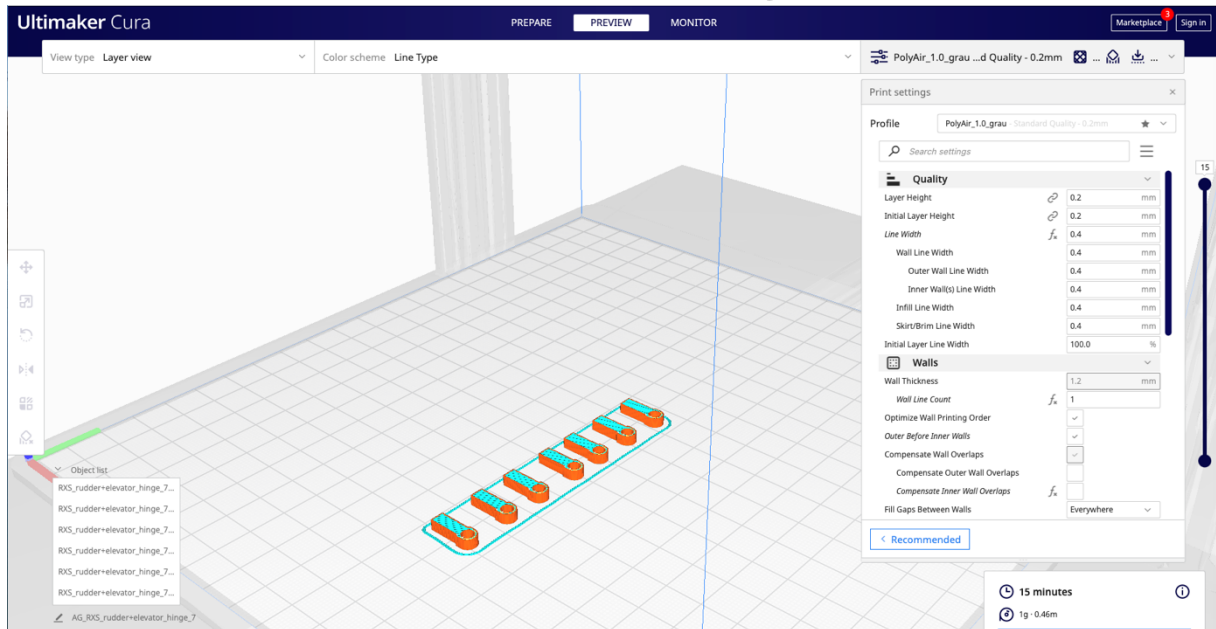 Ultimaker Cura
PREPARE
PREVIEW
MONITOR
Marketplace
3
Sign in
View type Layer view
Color scheme Line Type
PolyAir_1.0_grau ...d Quality - 0.2mm
...
...
Print settings
Profile
PolyAir_1.0_grau - Standard Quality - 0.2mm
Search settings
15
Quality
Layer Height 0.2 mm
Initial Layer Height 0.2 mm
Line Width 0.4 mm
Wall Line Width 0.4 mm
Outer Wall Line Width 0.4 mm
Inner Wall(s) Line Width 0.4 mm
Infill Line Width 0.4 mm
Skirt/Brim Line Width 0.4 mm
Initial Layer Line Width 100.0 %
Walls
Wall Thickness 1.2 mm
Wall Line Count 1
Optimize Wall Printing Order
Outer Before Inner Walls
Compensate Wall Overlaps
Compensate Outer Wall Overlaps
Compensate Inner Wall Overlaps
Fill Gaps Between Walls Everywhere
< Recommended
Object list
RXS_rudder+elevator_hinge_7...
RXS_rudder+elevator_hinge_7...
RXS_rudder+elevator_hinge_7...
RXS_rudder+elevator_hinge_7...
RXS_rudder+elevator_hinge_7...
RXS_rudder+elevator_hinge_7...
AG_RXS_rudder+elevator_hinge_7
15 minutes
1g · 0.46m